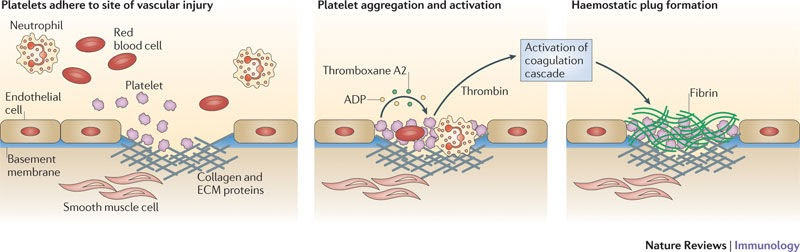 Platelets adhere to site of vascular injury
Neutrophil
Red
blood cell
Platelet
Endothelial
cell
Basement
membrane
Collagen and
ECM proteins
Smooth muscle cell
Platelet aggregation and activation
Thromboxane A2
ADP
Thrombin
Activation of
coagulation
cascade
Haemostatic plug formation
Fibrin
Nature Reviews | Immunology